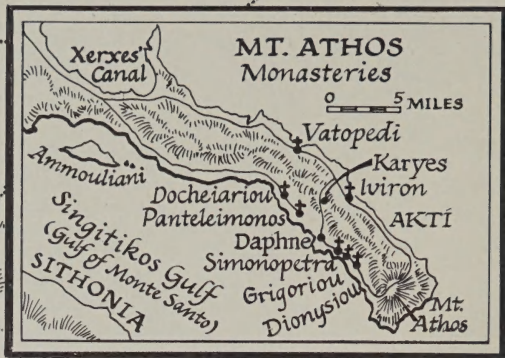 MT. ATHOS
Monasteries
0 5 MILES
Xerxes'
Canal
Vatopedi
Karyes
Iviron
AKTÍ
Ammouliani
Docheiariou
Panteleimonos
Daphne
Simonopetra
Grigoriou
Dionysiou
Mt.
Athos
Singitikos Gulf
(Gulf of Monte Santo)
SITHONIA